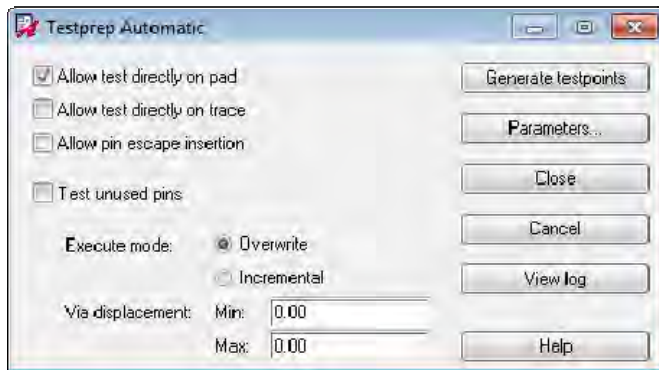 Testprep Automatic
Allow test directly on pad
Allow test directly on trace
Allow pin escape insertion
Test unused pins
Execute mode: Overwrite
Incremental
Via displacement: Min: 0.00
Max: 0.00
Generate testpoints
Parameters...
Close
Cancel
View log
Help